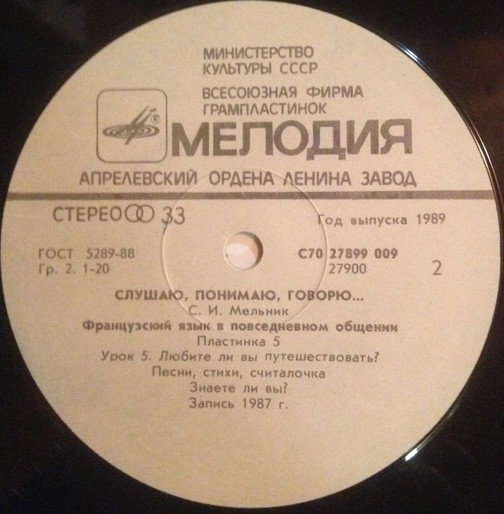 МИНИСТЕРСТВО
КУЛЬТУРЫ СССР
ВСЕСОЮЗНАЯ ФИРМА
ГРАМПЛАСТИНОК
® МЕЛОДИЯ
АПРЕЛЕВСКИЙ ОРДЕНА ЛЕНИНА ЗАВОД
СТЕРЕО 33
Год выпуска 1989
ГОСТ 5289-88
Гр. 2. 1-20
С70 27899 009
27900
2
СЛУШАЮ, ПОНИМАЮ, ГОВОРЮ...
С. И. Мельник
Французский язык в повседневном общении
Пластинка 5
Урок 5. Любите ли вы путешествовать?
Песни, стихи, считалочка
Знаете ли вы?
Запись 1987 г.